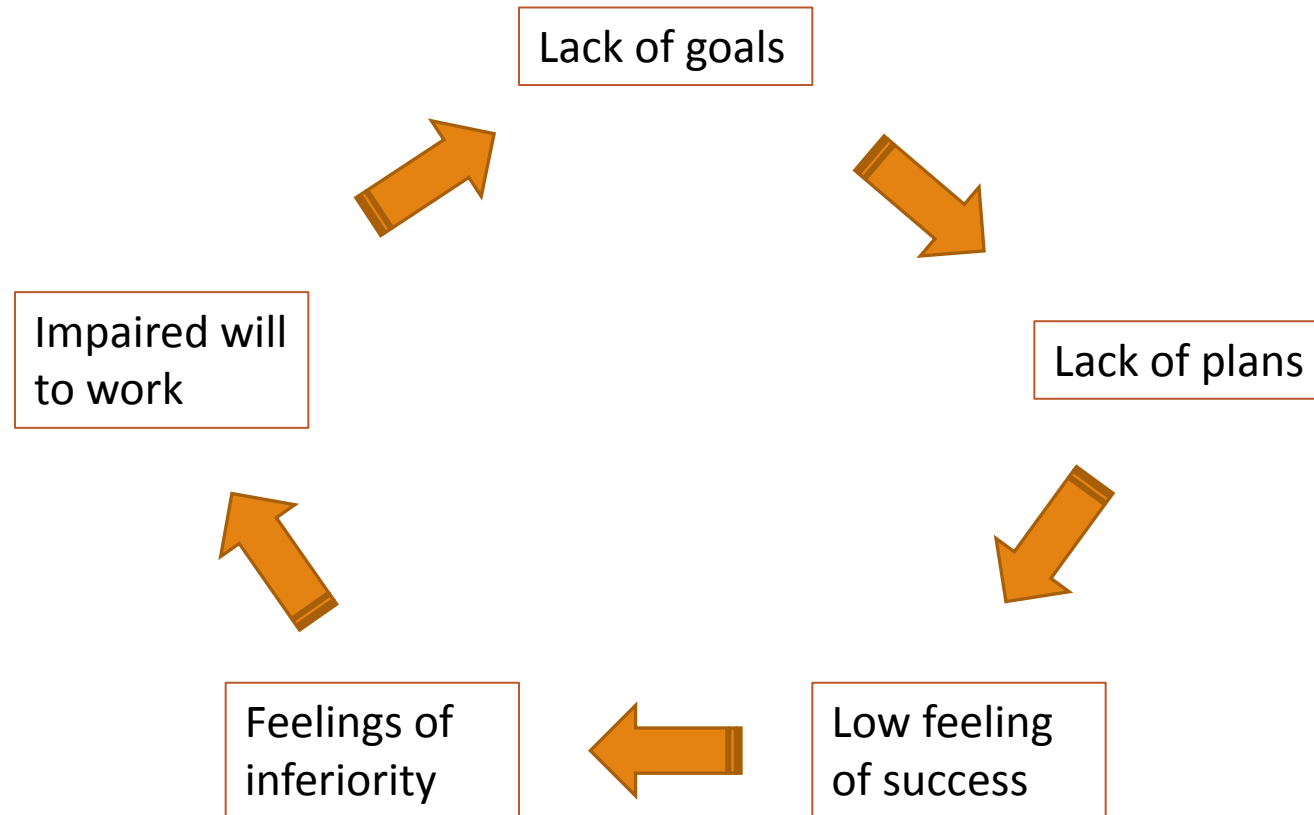 Lack of goals
Lack of plans
Low feeling
of success
Feelings of
inferiority
Impaired will
to work